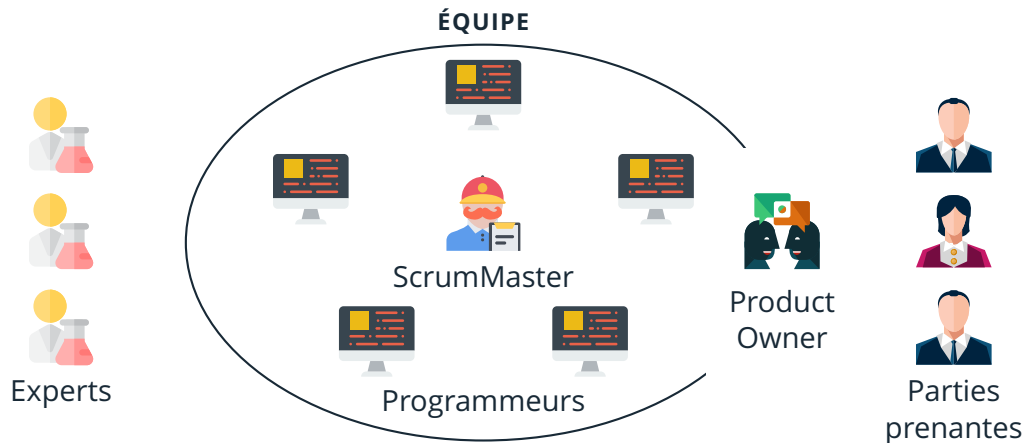 ÉQUIPE
ScrumMaster
Product
Owner
Experts
Programmeurs
Parties
prenantes